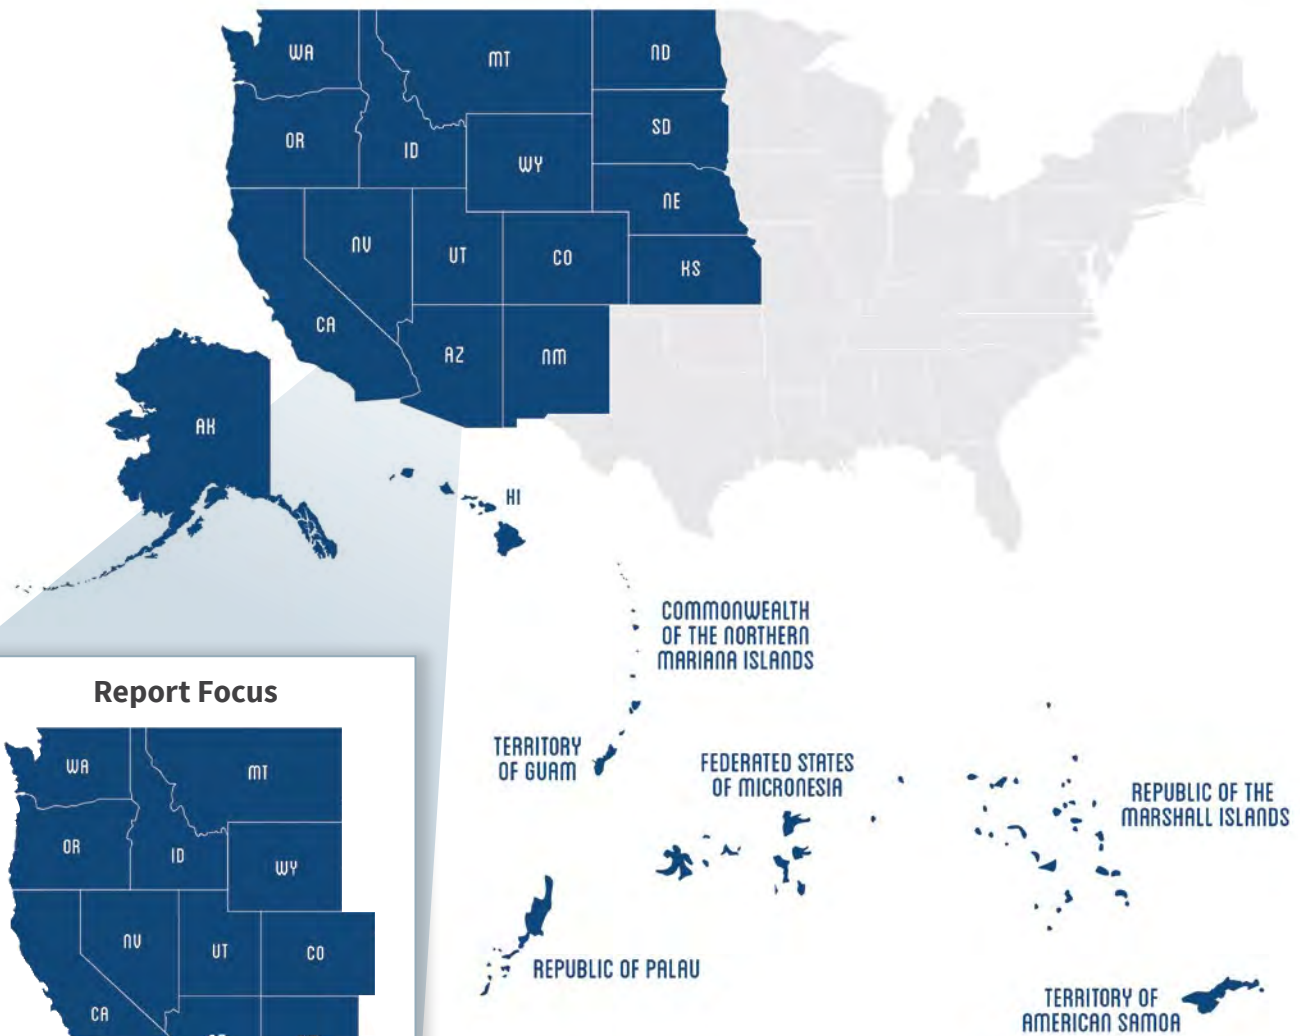 WA
MT
ND
OR
ID
SD
WY
NE
NV
UT
CO
KS
CA
AZ
NM
AK
HI
COMMONWEALTH
OF THE NORTHERN
MARIANA ISLANDS
TERRITORY
OF GUAM
FEDERATED STATES
OF MICRONESIA
REPUBLIC OF THE
MARSHALL ISLANDS
REPUBLIC OF PALAU
TERRITORY OF
AMERICAN SAMOA
Report Focus
WA
MT
OR
ID
WY
NV
UT
CO
CA